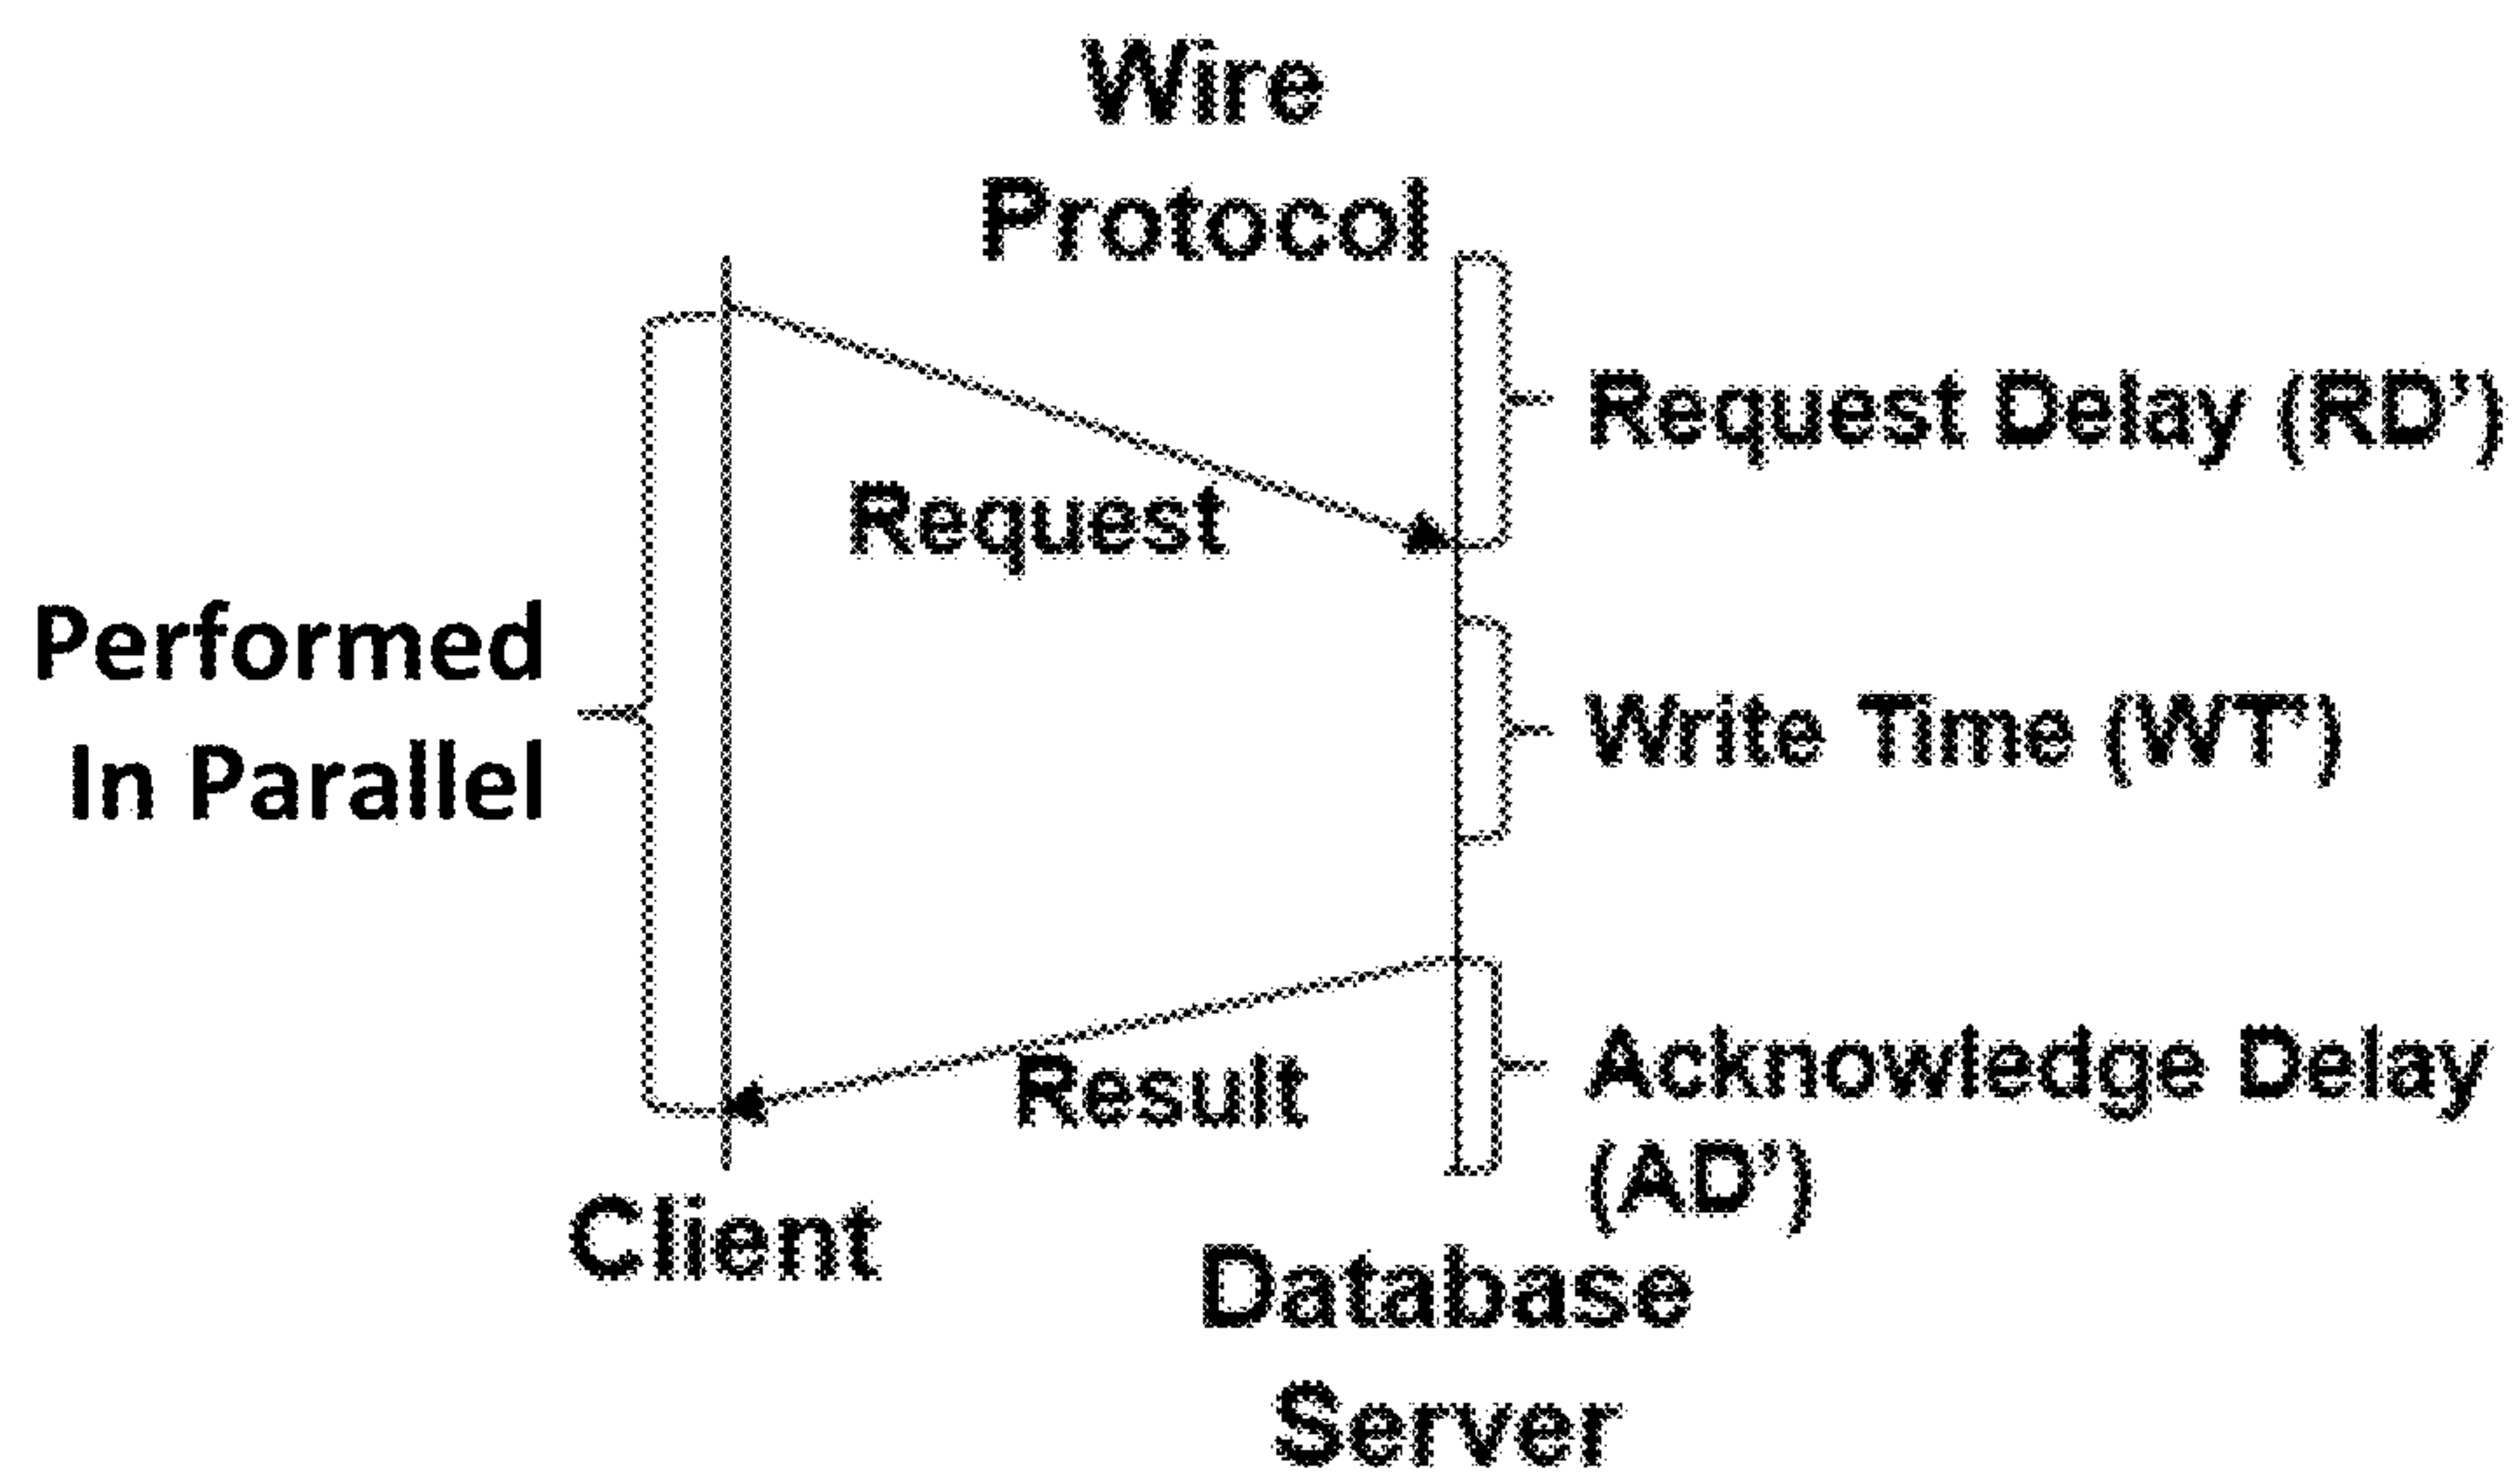 Wire
Protocol
Request Delay (RD')
Request
Performed
In Parallel
Write Time (WT')
Result
Acknowledge Delay
(AD')
Client
Database
Server